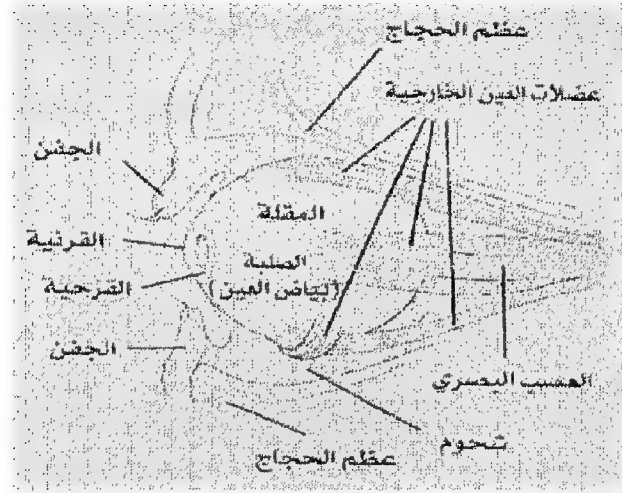 عظم الحجاج
عضلات العين الخارجية
الجفن
المقلة
القرنية
الصلبة
(بياض العين)
القزحية
الجفن
العصب البصري
شحوم
عظم الحجاج